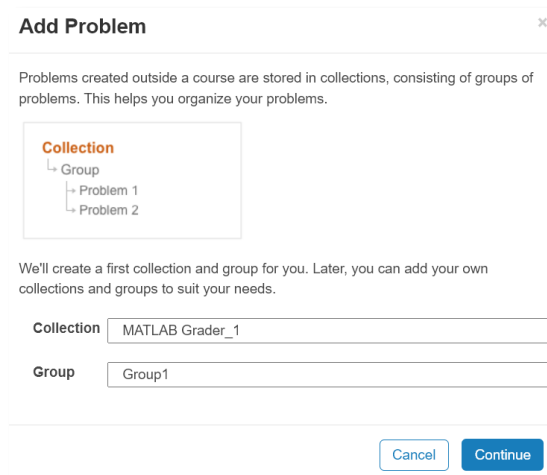 Add Problem ×
Problems created outside a course are stored in collections, consisting of groups of
problems. This helps you organize your problems.
Collection
Group
Problem 1
Problem 2
We'll create a first collection and group for you. Later, you can add your own
collections and groups to suit your needs.
Collection MATLAB Grader_1
Group Group1
Cancel Continue